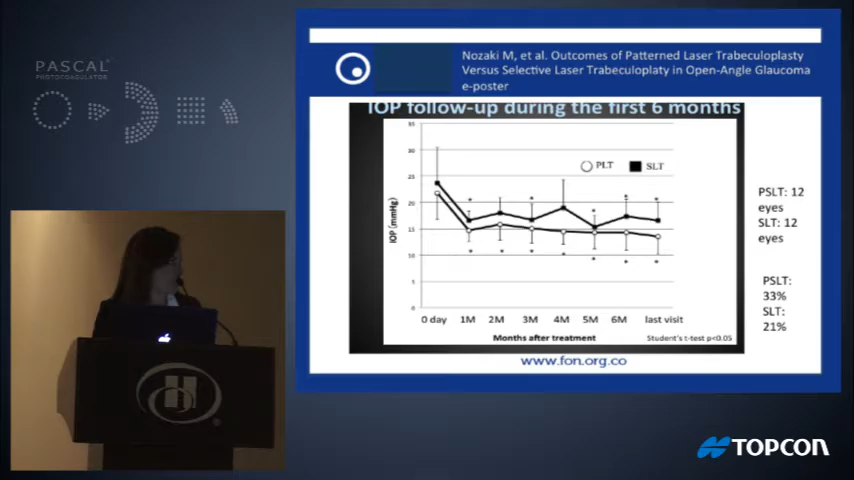 PASCAL
PHOTOCOAGULATOR
Nozaki M, et al. Outcomes of Patterned Laser Trabeculoplasty
Versus Selective Laser Trabeculoplaty in Open-Angle Glaucoma
e-poster
IOP follow-up during the first 6 months
35
30
25
20
15
10
5
0
IOP (mmHg)
PLT
SLT
0 day 1M 2M 3M 4M 5M 6M last visit
Months after treatment
Student's t-test p<0.05
PSLT: 12
eyes
SLT: 12
eyes
PSLT:
33%
SLT:
21%
www.fon.org.co
H
TOPCON